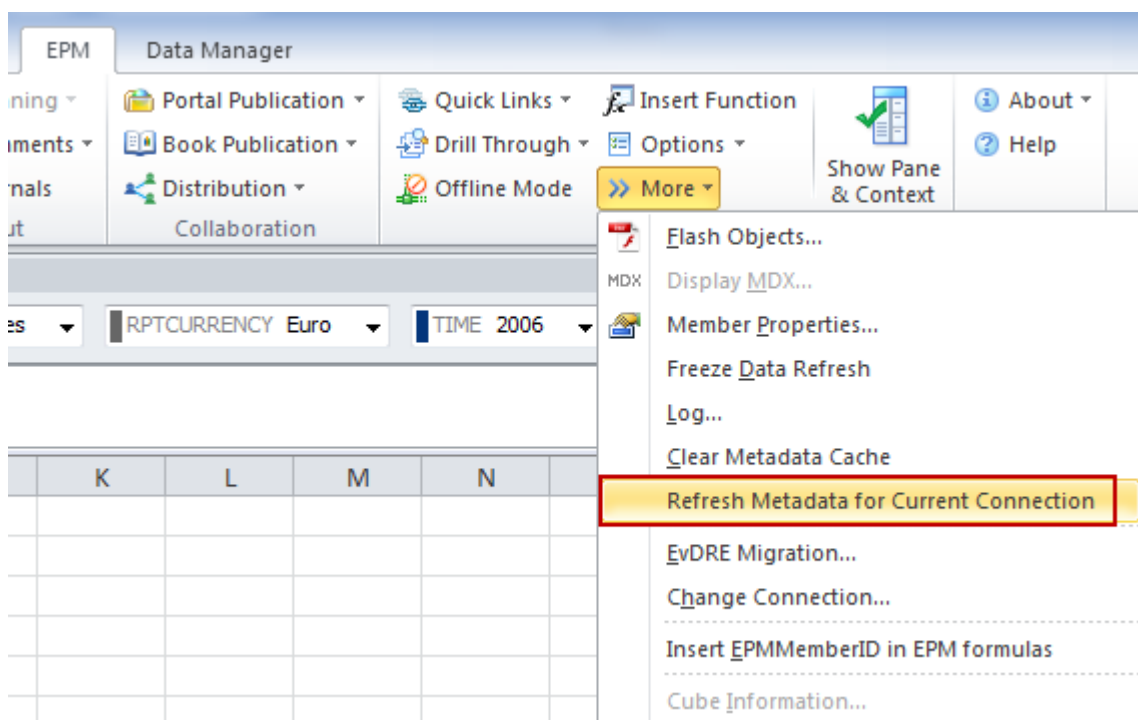 EPM Data Manager
Portal Publication Quick Links Insert Function About
Book Publication Drill Through Options Help
Distribution Offline Mode More Show Pane
& Context
Collaboration
Flash Objects...
MDX Display MDX...
RPTCURRENCY Euro TIME 2006 Member Properties...
Freeze Data Refresh
Log...
Clear Metadata Cache
K L M N
Refresh Metadata for Current Connection
EvDRE Migration...
Change Connection...
Insert EPMMemberID in EPM formulas
Cube Information...